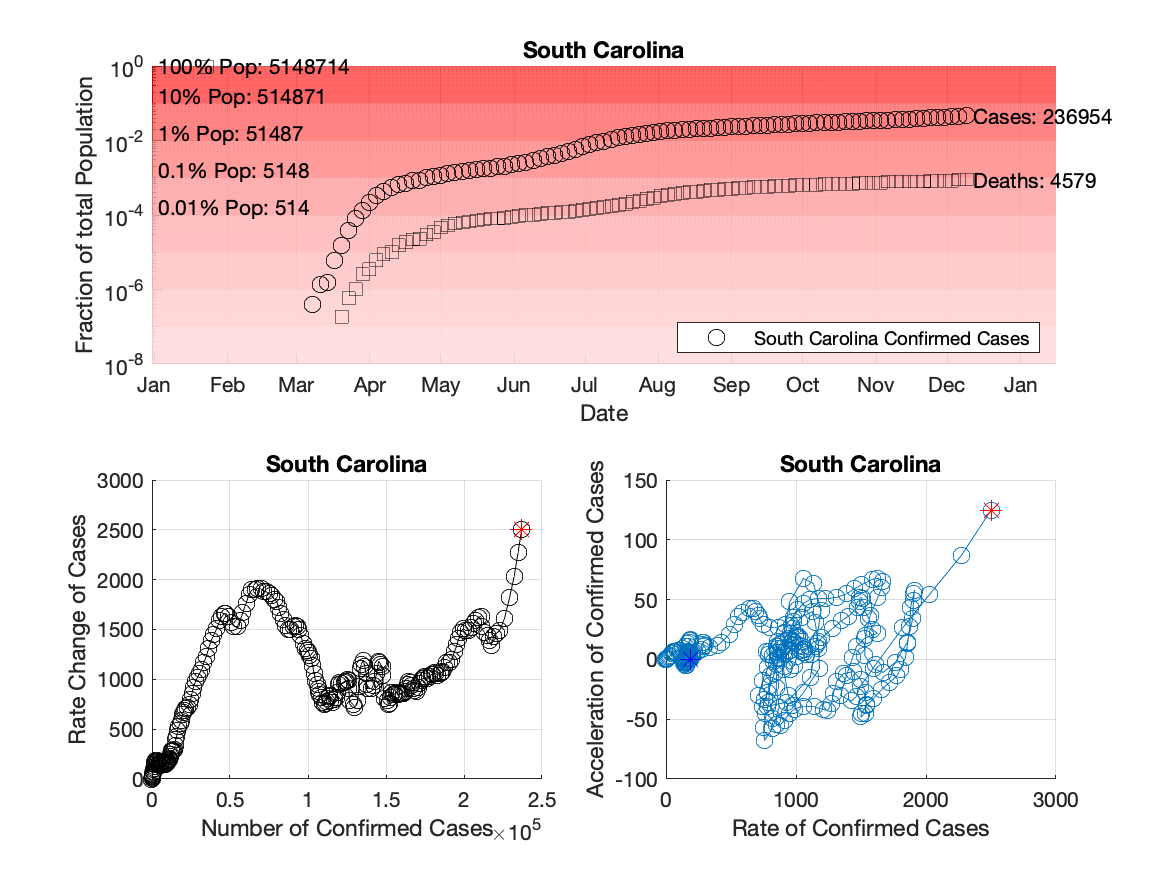 South Carolina
Fraction of total Population
10^0
10^-2
10^-4
10^-6
10^-8
100% Pop: 5148714
10% Pop: 514871
1% Pop: 51487
0.1% Pop: 5148
0.01% Pop: 514
Cases: 236954
Deaths: 4579
South Carolina Confirmed Cases
Jan Feb Mar Apr May Jun Jul Aug Sep Oct Nov Dec Jan
Date
South Carolina
Rate Change of Cases
3000
2500
2000
1500
1000
500
0
0 0.5 1 1.5 2 2.5
Number of Confirmed Cases ×10^5
South Carolina
Acceleration of Confirmed Cases
150
100
50
0
-50
-100
0 1000 2000 3000
Rate of Confirmed Cases